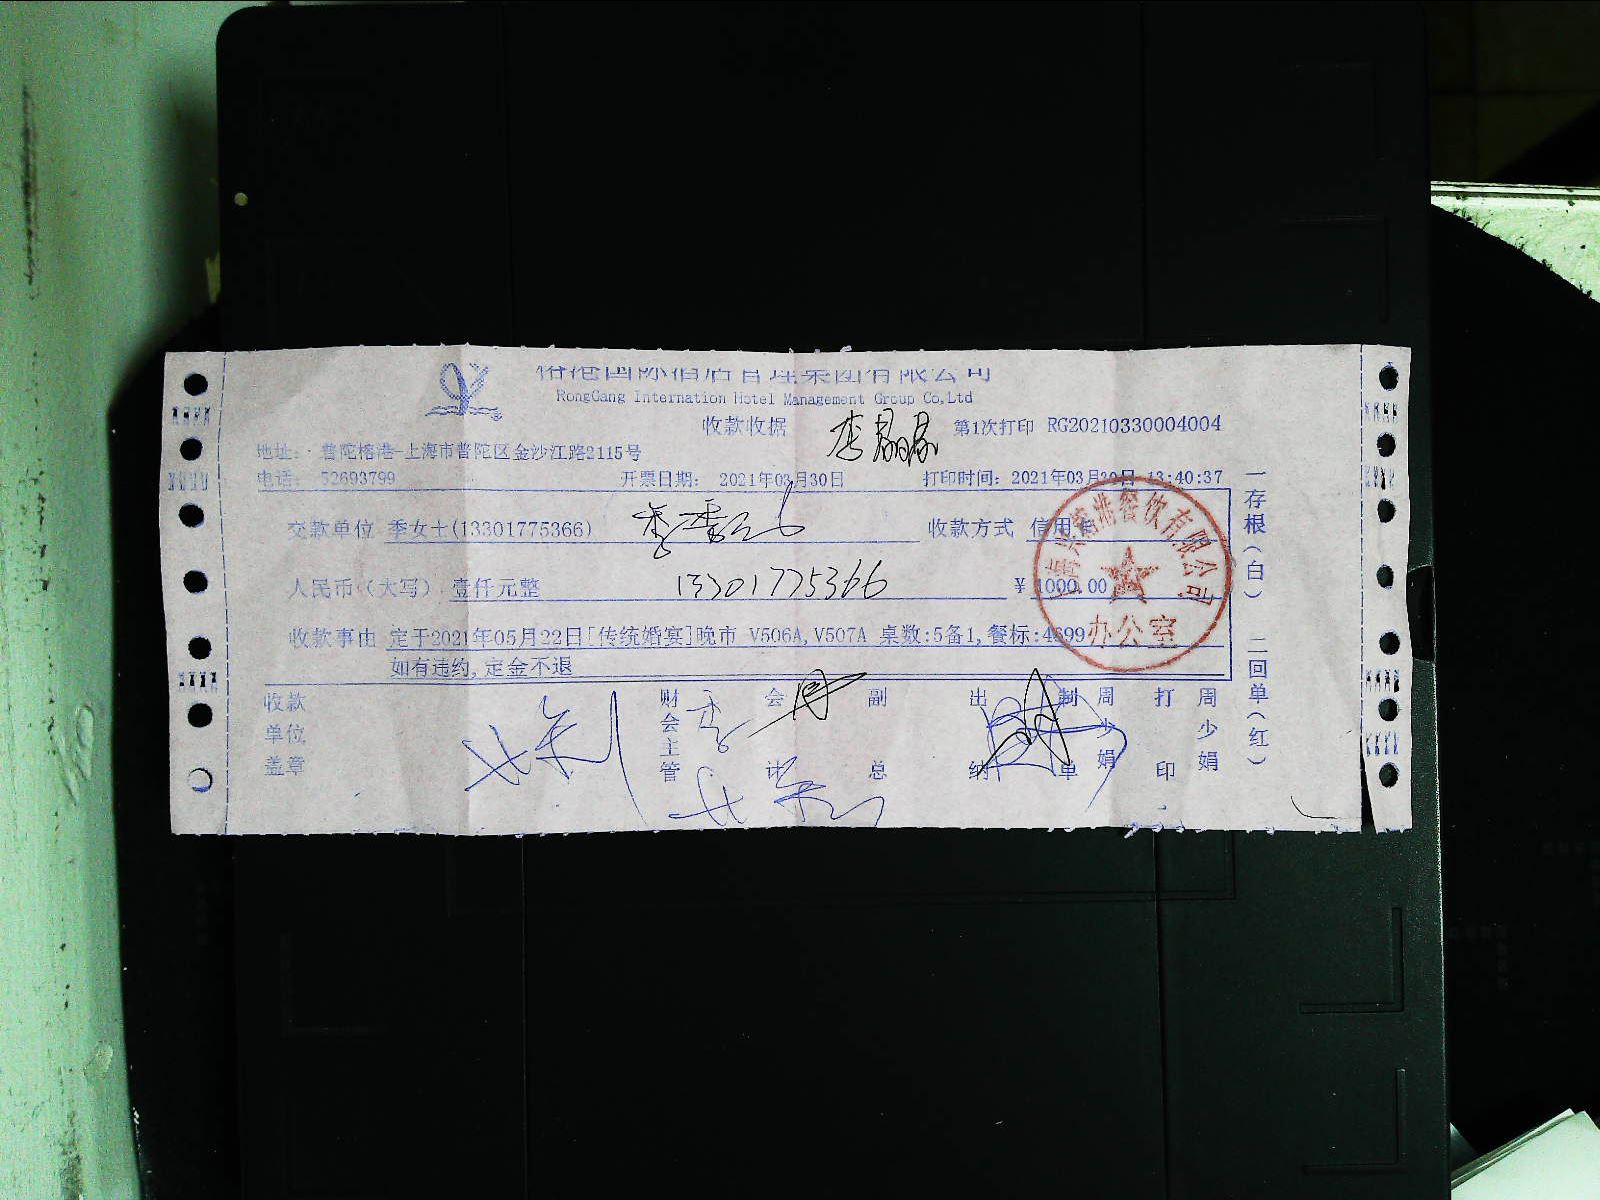 榕港国际酒店管理集团有限公司
RongGang Internation Hotel Management Group Co,Ltd
收款收据 第1次打印 RG20210330004004
地址: 普陀榕港-上海市普陀区金沙江路2115号
电话: 52693799 开票日期: 2021年03月30日 打印时间: 2021年03月30日 13:40:37
交款单位 季女士(13301775366) 收款方式 信用卡
人民币（大写） 壹仟元整 13301775366 ¥ 1000.00
收款事由 定于2021年05月22日[传统婚宴]晚市 V506A,V507A 桌数:5备1,餐标:4699
如有违约,定金不退
收款单位盖章 财会主管 会计 副总 出纳 制单 周少娟 打印 周少娟
一存根(白) 二回单(红)
餐饮有限公司
办公室